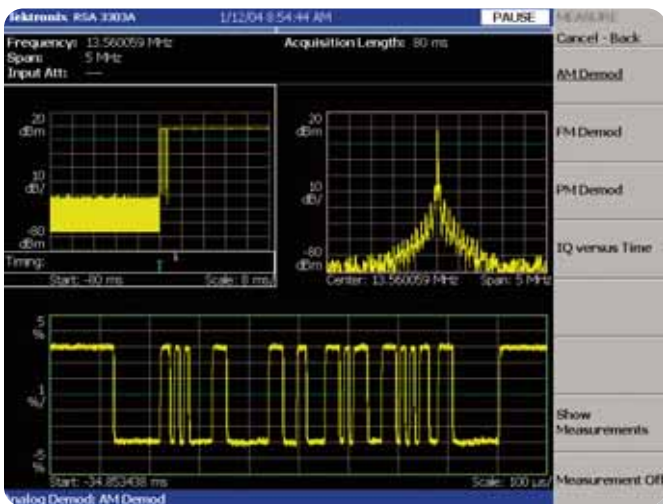 Tektronix RSA 3303A 1/12/04 8:54:44 AM PAUSE MEASURE
Frequency: 13.560059 MHz Acquisition Length: 80 ms
Span: 5 MHz
Input Att: ---
Cancel - Back
AM Demod
FM Demod
PM Demod
IQ versus Time
Show
Measurements
Measurement Off
20
dBm
10
dB/
-80
dBm
Timing:
Start: -80 ms Scale: 8 ms/
20
dBm
10
dB/
-80
dBm
Center: 13.560059 MHz Span: 5 MHz
5
%
1
%/
-5
%
Start: -34.853438 ms Scale: 100 µs/
nalog Demod: AM Demod